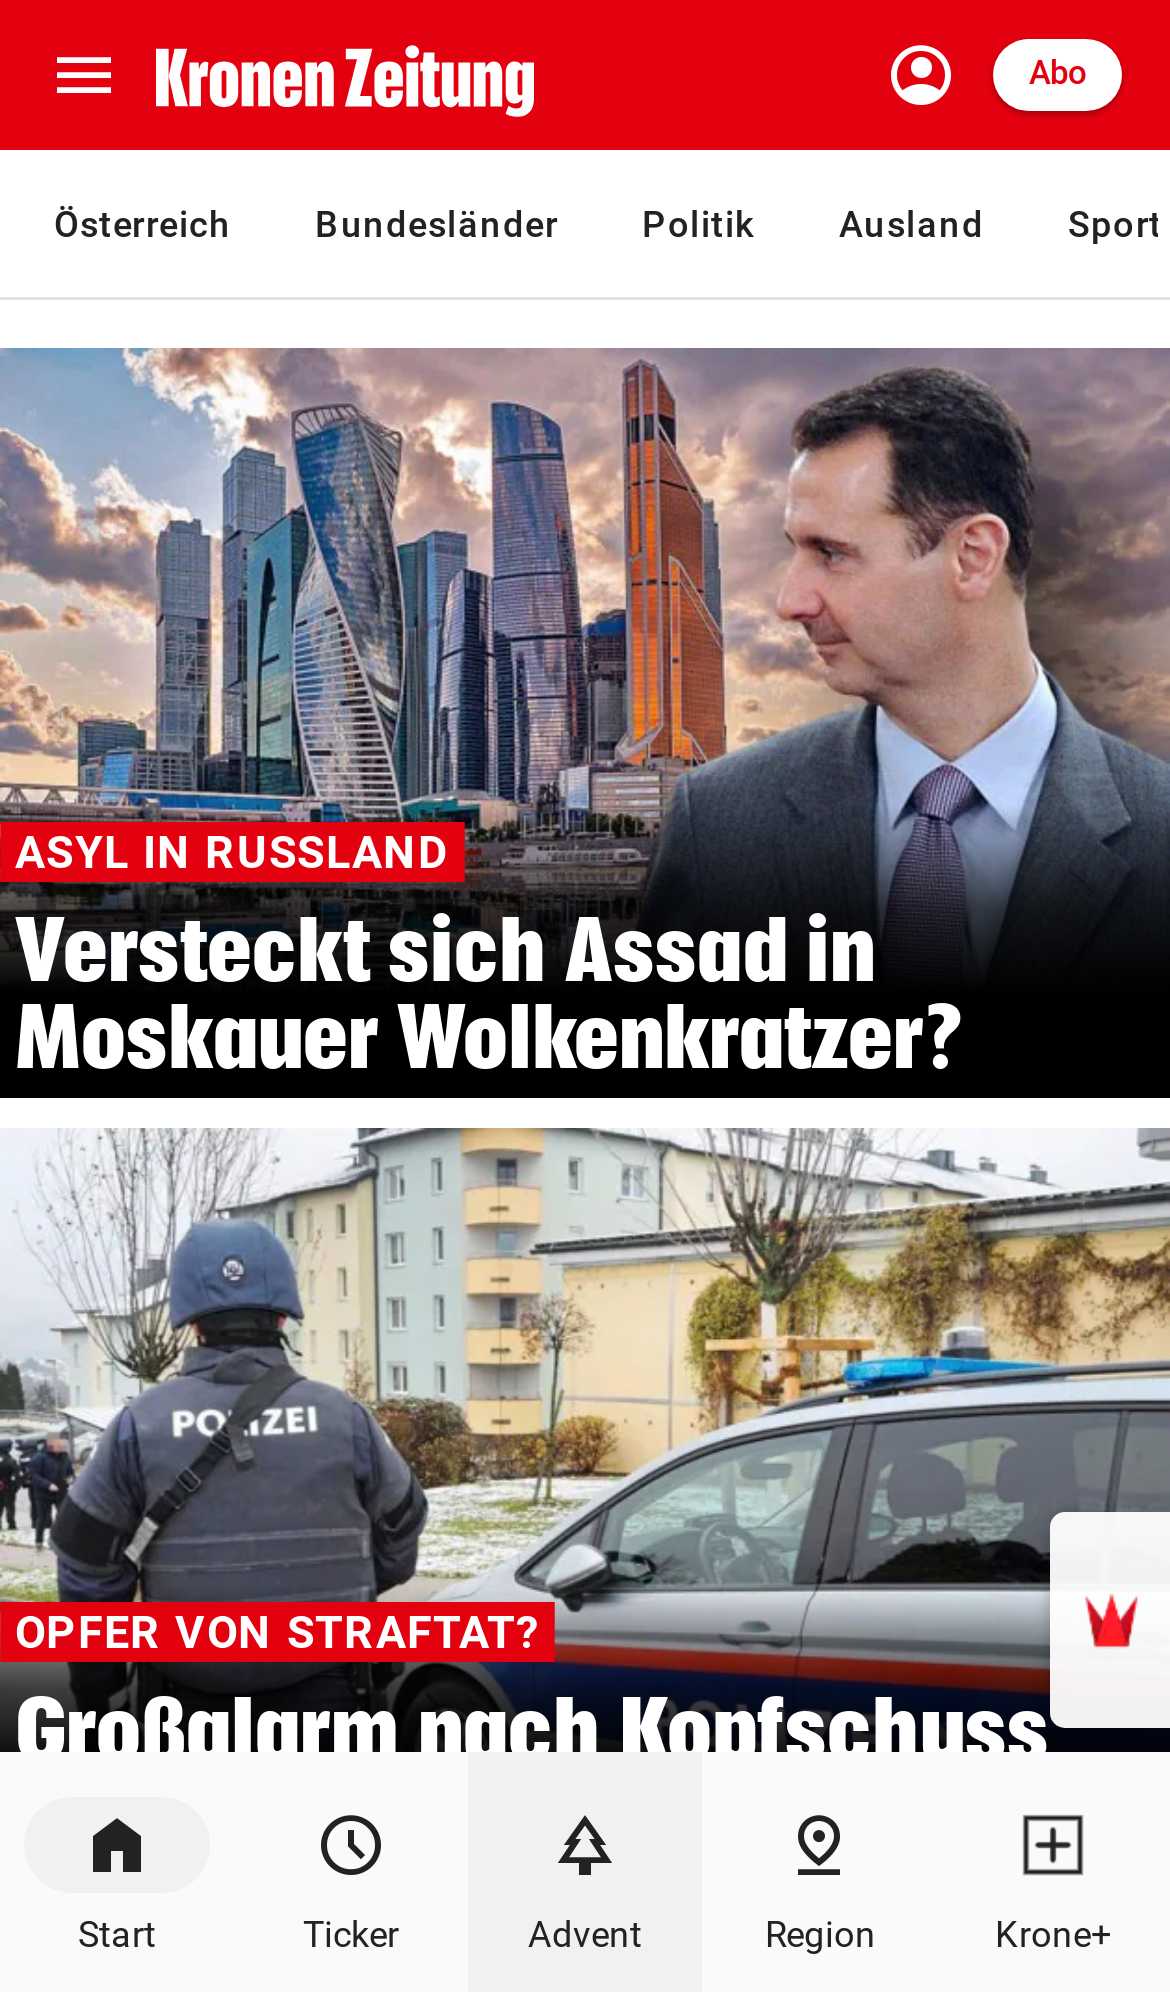 Kronen Zeitung
Abo
Österreich Bundesländer Politik Ausland Sport
ASYL IN RUSSLAND
Versteckt sich Assad in
Moskauer Wolkenkratzer?
POLIZEI
OPFER VON STRAFTAT?
Großalarm nach Kopfschuss
Start Ticker Advent Region Krone+